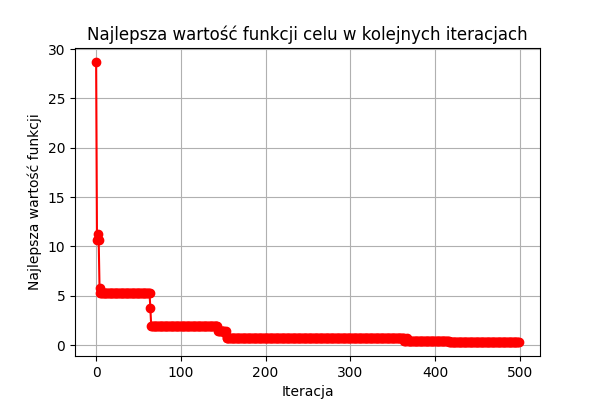 Najlepsza wartość funkcji celu w kolejnych iteracjach
Najlepsza wartość funkcji
30
25
20
15
10
5
0
0 100 200 300 400 500
Iteracja